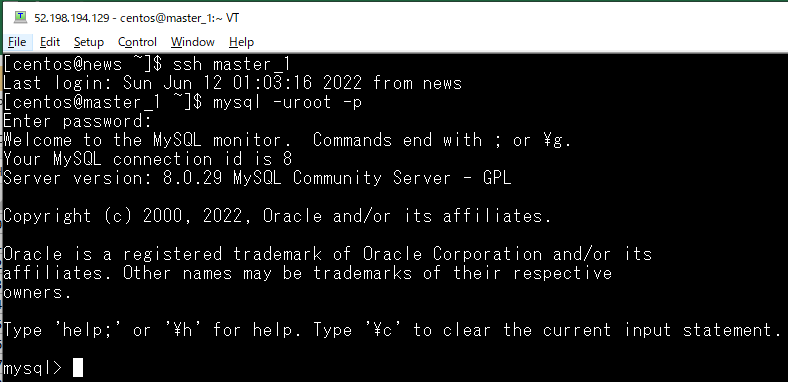 52.198.194.129 - centos@master_1:~ VT
File Edit Setup Control Window Help
[centos@news ~]$ ssh master_1
Last login: Sun Jun 12 01:03:16 2022 from news
[centos@master_1 ~]$ mysql -uroot -p
Enter password:
Welcome to the MySQL monitor.  Commands end with ; or ¥g.
Your MySQL connection id is 8
Server version: 8.0.29 MySQL Community Server - GPL
Copyright (c) 2000, 2022, Oracle and/or its affiliates.
Oracle is a registered trademark of Oracle Corporation and/or its
affiliates. Other names may be trademarks of their respective
owners.
Type 'help;' or '¥h' for help. Type '¥c' to clear the current input statement.
mysql>